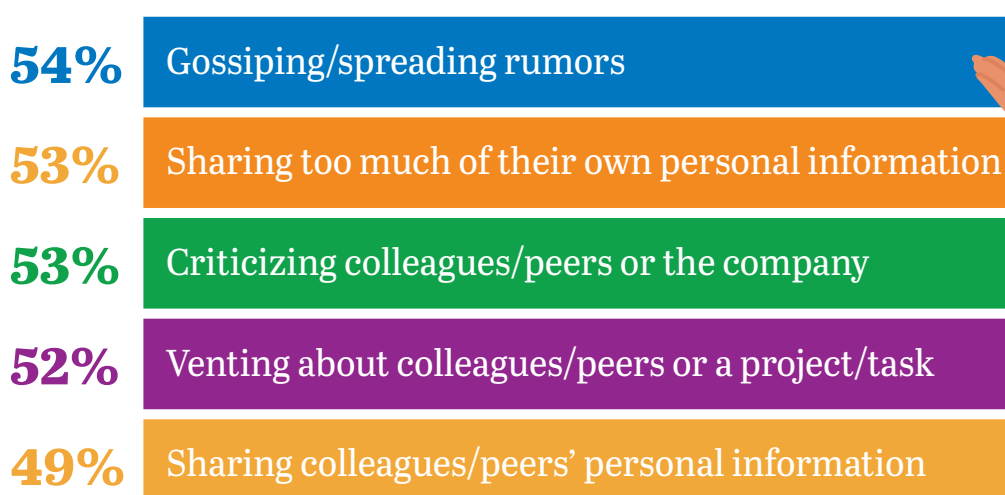 54% Gossiping/spreading rumors
53% Sharing too much of their own personal information
53% Criticizing colleagues/peers or the company
52% Venting about colleagues/peers or a project/task
49% Sharing colleagues/peers’ personal information